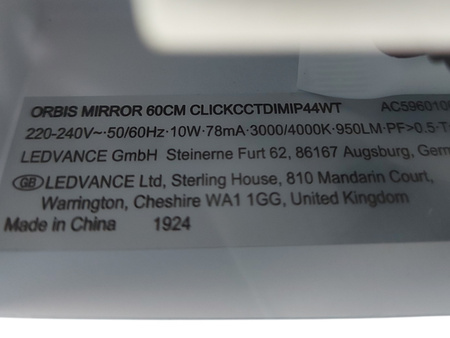 ORBIS MIRROR 60CM CLICKCCTDIMIP44WT AC596010
220-240V~·50/60Hz·10W·78mA·3000/4000K·950LM·PF>0.5·T
LEDVANCE GmbH Steinerne Furt 62, 86167 Augsburg, Germ
GB LEDVANCE Ltd, Sterling House, 810 Mandarin Court,
Warrington, Cheshire WA1 1GG, United Kingdom
Made in China 1924